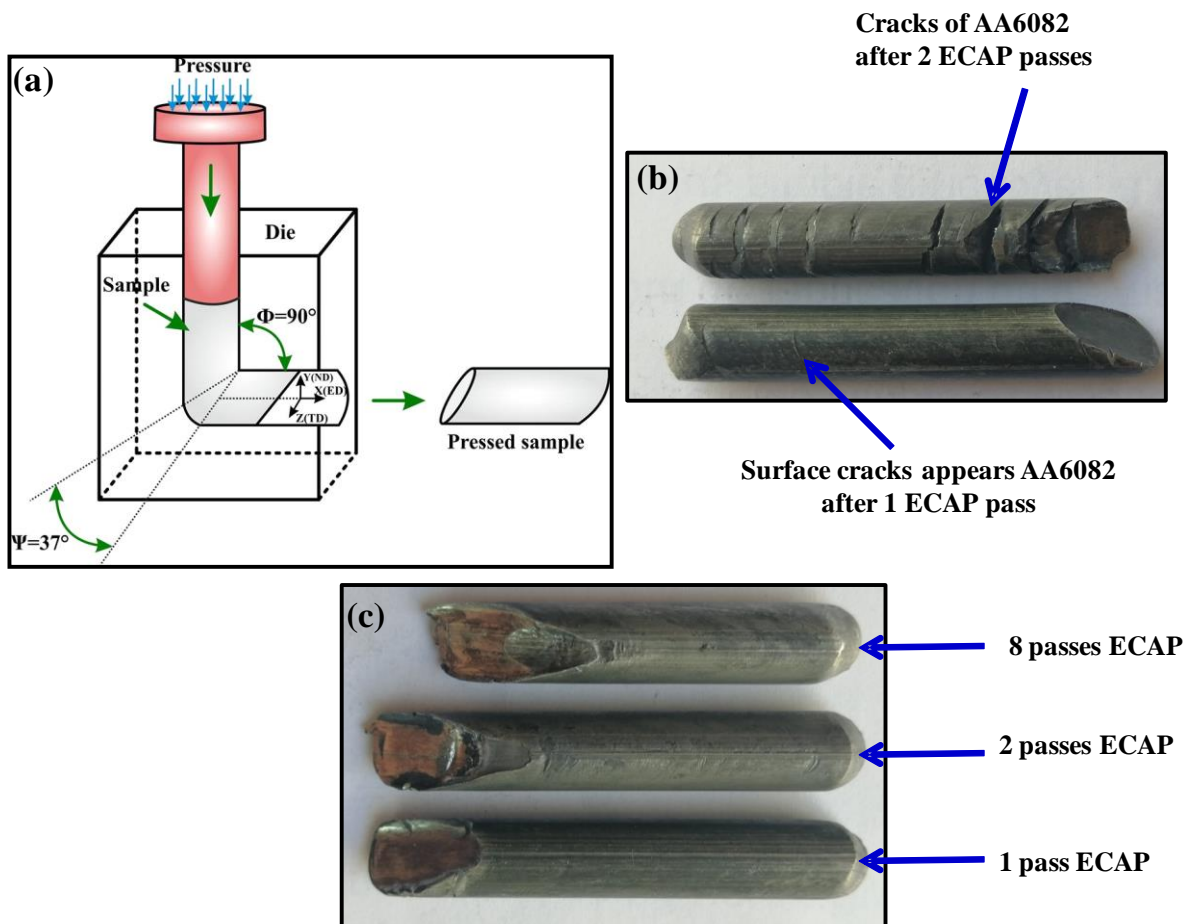 (a)
Pressure
Die
Sample
Φ=90°
Y(ND)
X(ED)
Z(TD)
Pressed sample
Ψ=37°
Cracks of AA6082
after 2 ECAP passes
(b)
Surface cracks appears AA6082
after 1 ECAP pass
(c)
8 passes ECAP
2 passes ECAP
1 pass ECAP